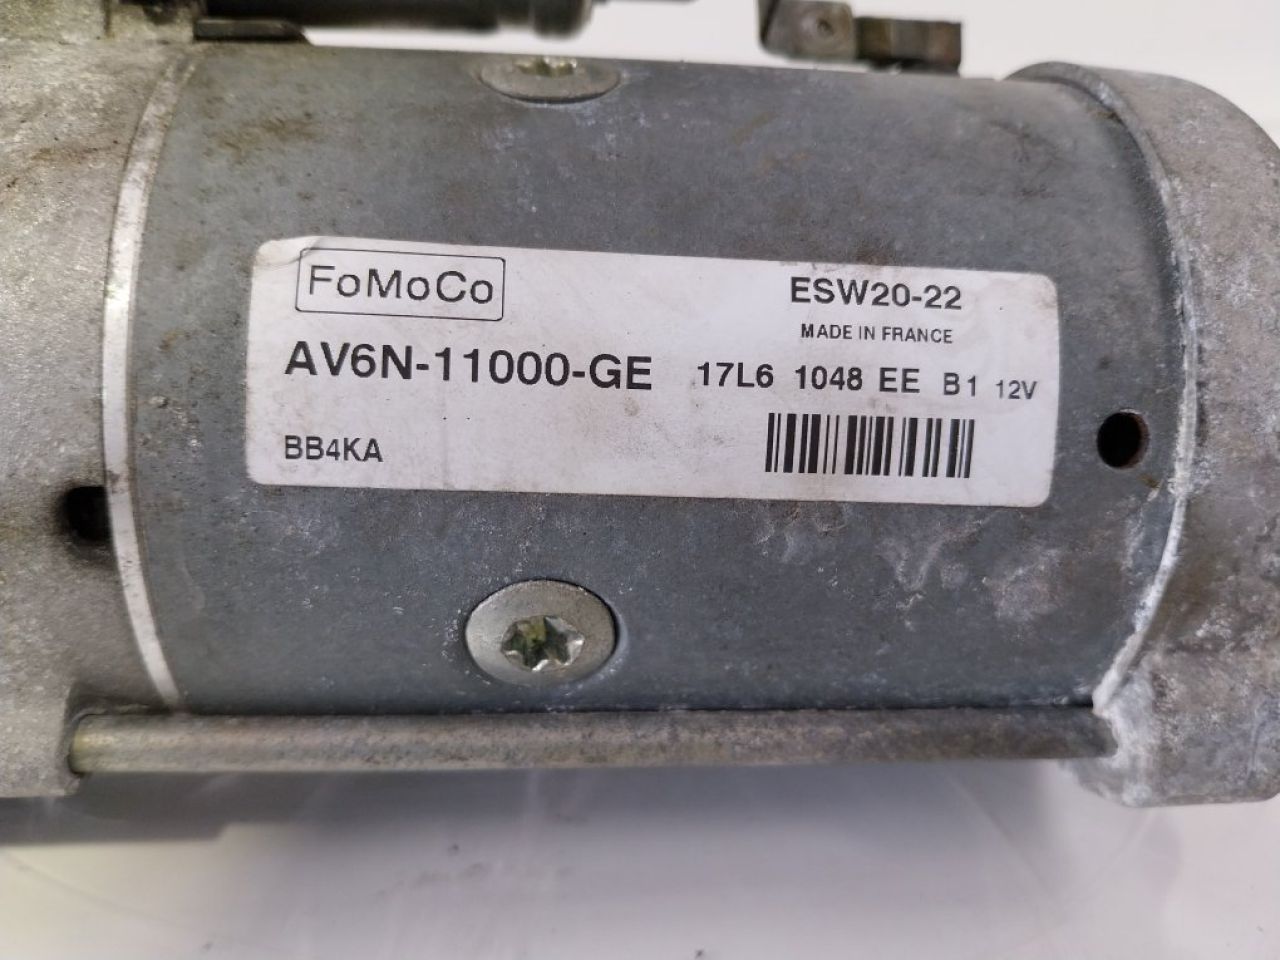 FoMoCo
ESW20-22
MADE IN FRANCE
AV6N-11000-GE 17L6 1048 EE B1 12V
BB4KA